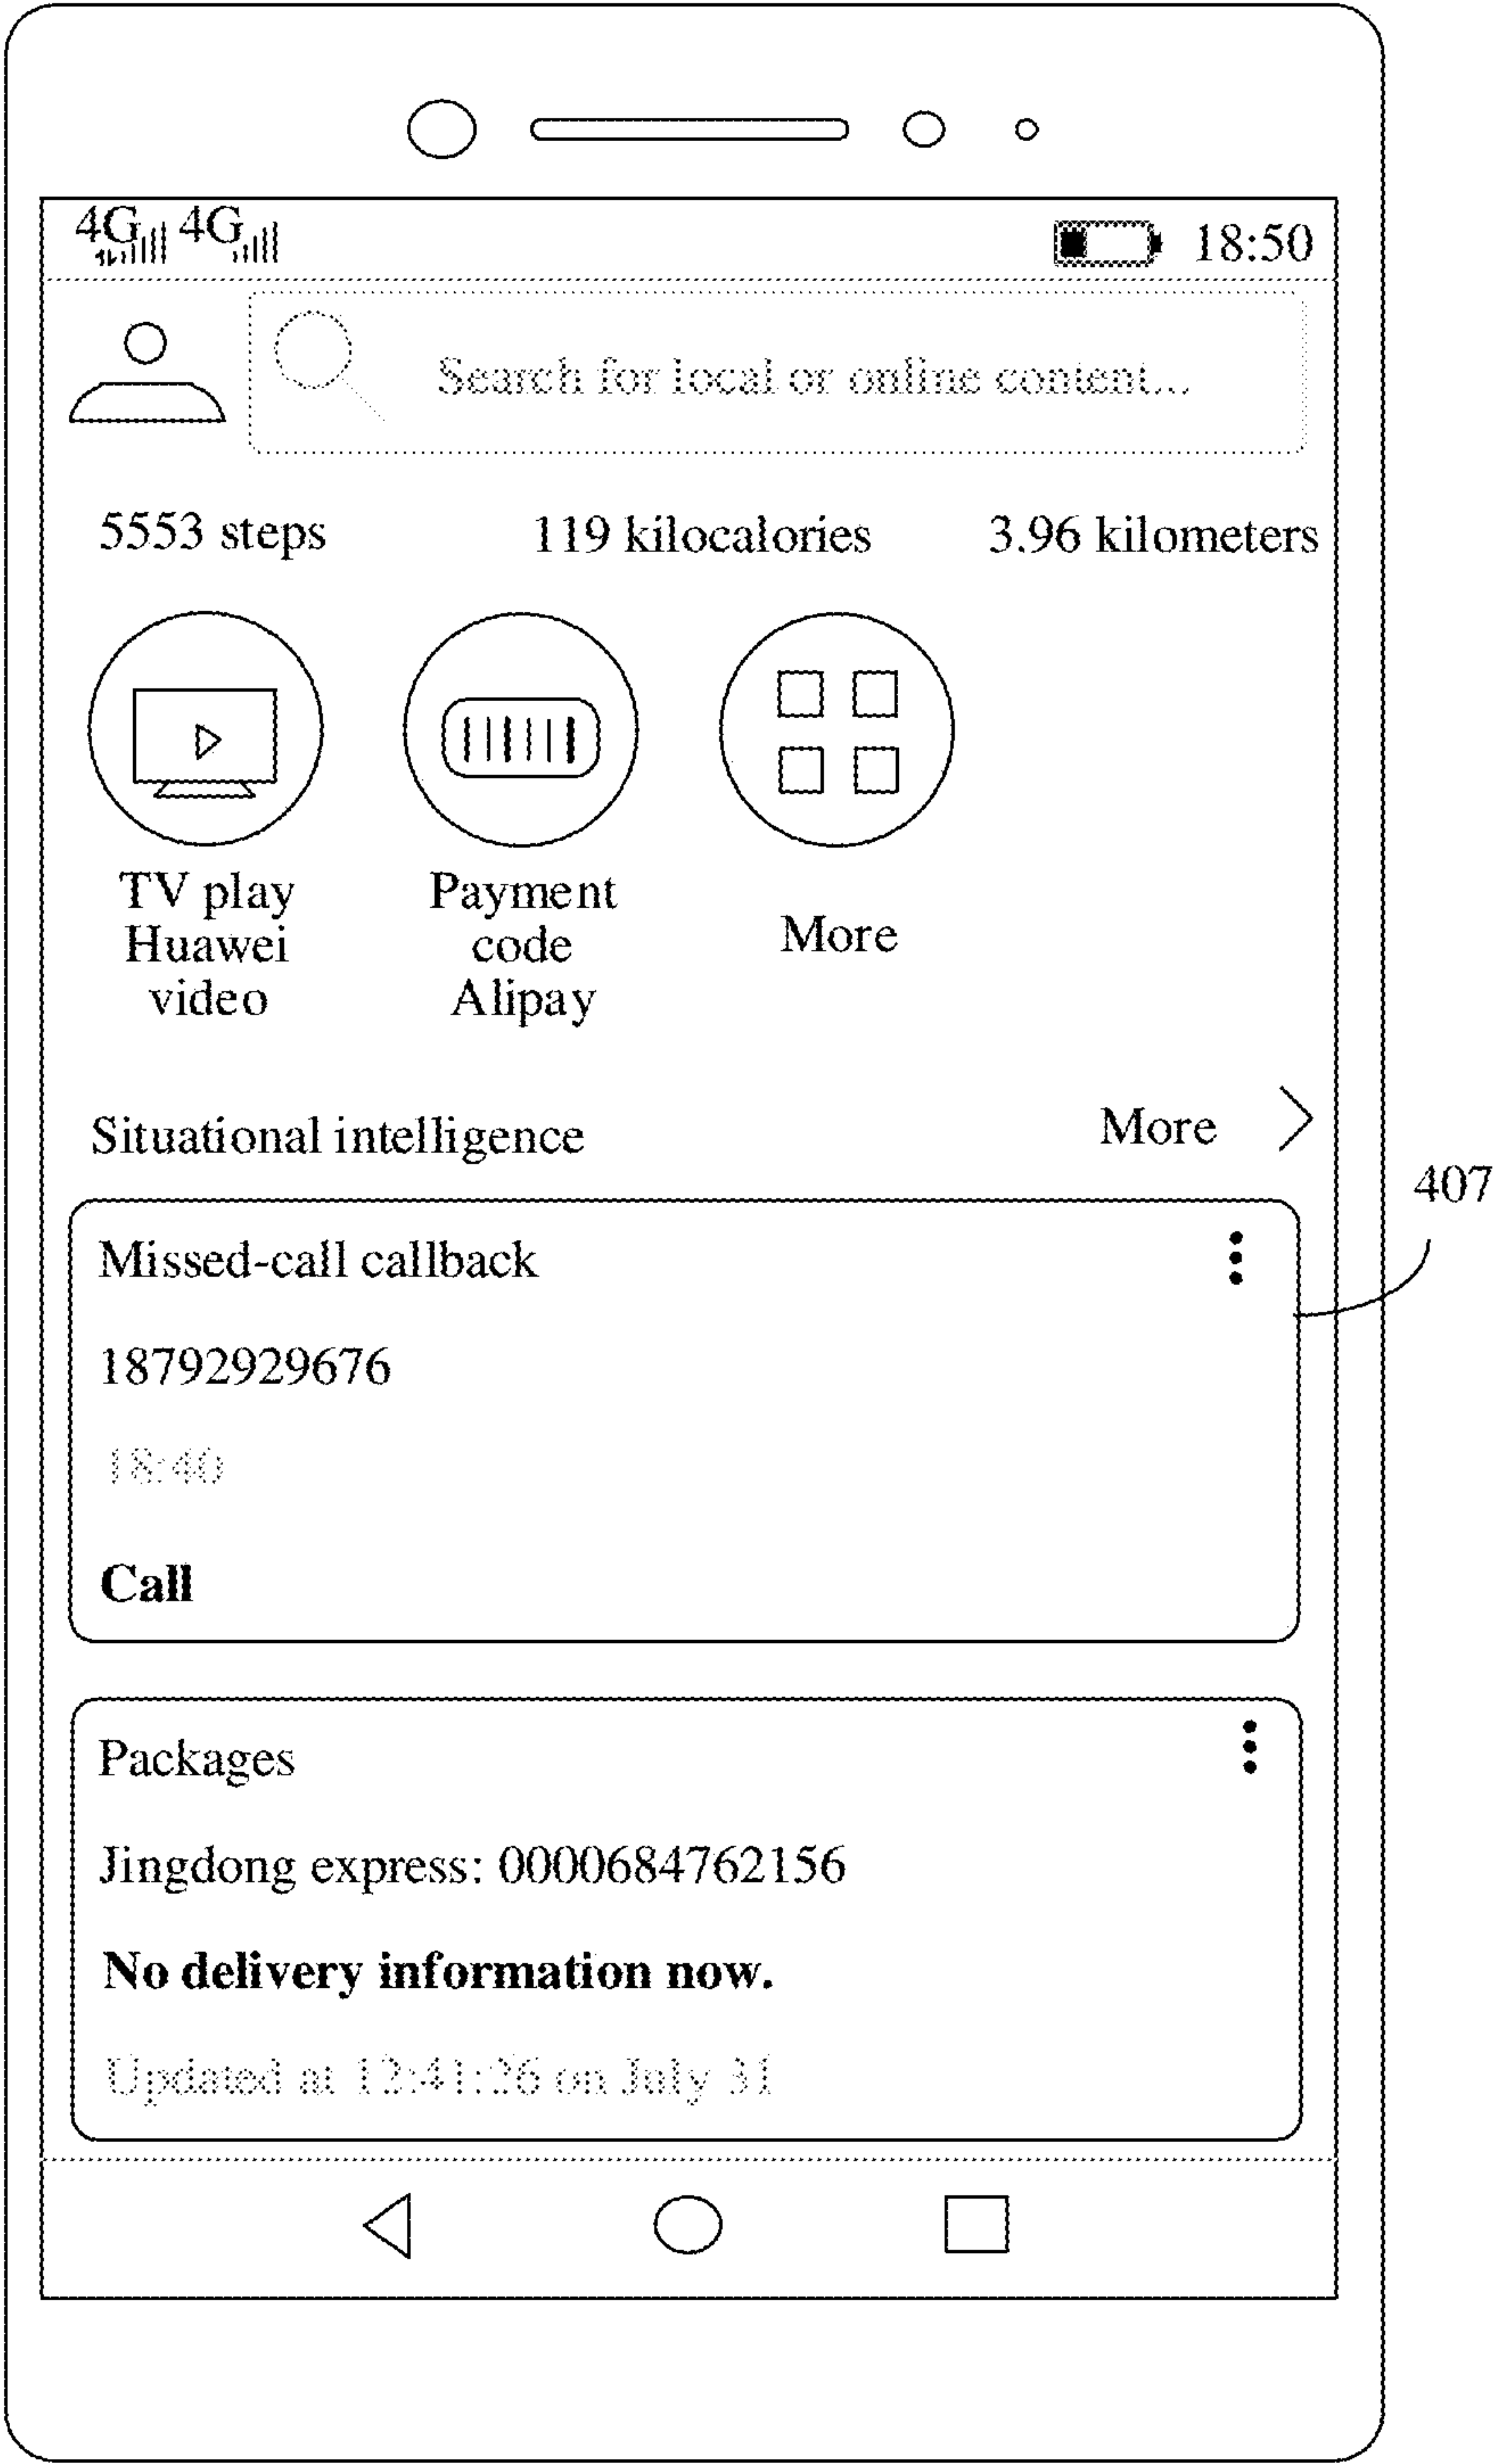 4G 4G 18:50
Search for local or online content...
5553 steps 119 kilocalories 3.96 kilometers
TV play
Huawei
video
Payment
code
Alipay
More
Situational intelligence More
407
Missed-call callback
18792929676
18:40
Call
Packages
Jingdong express: 0000684762156
No delivery information now.
Updated at 12:41:26 on July 31